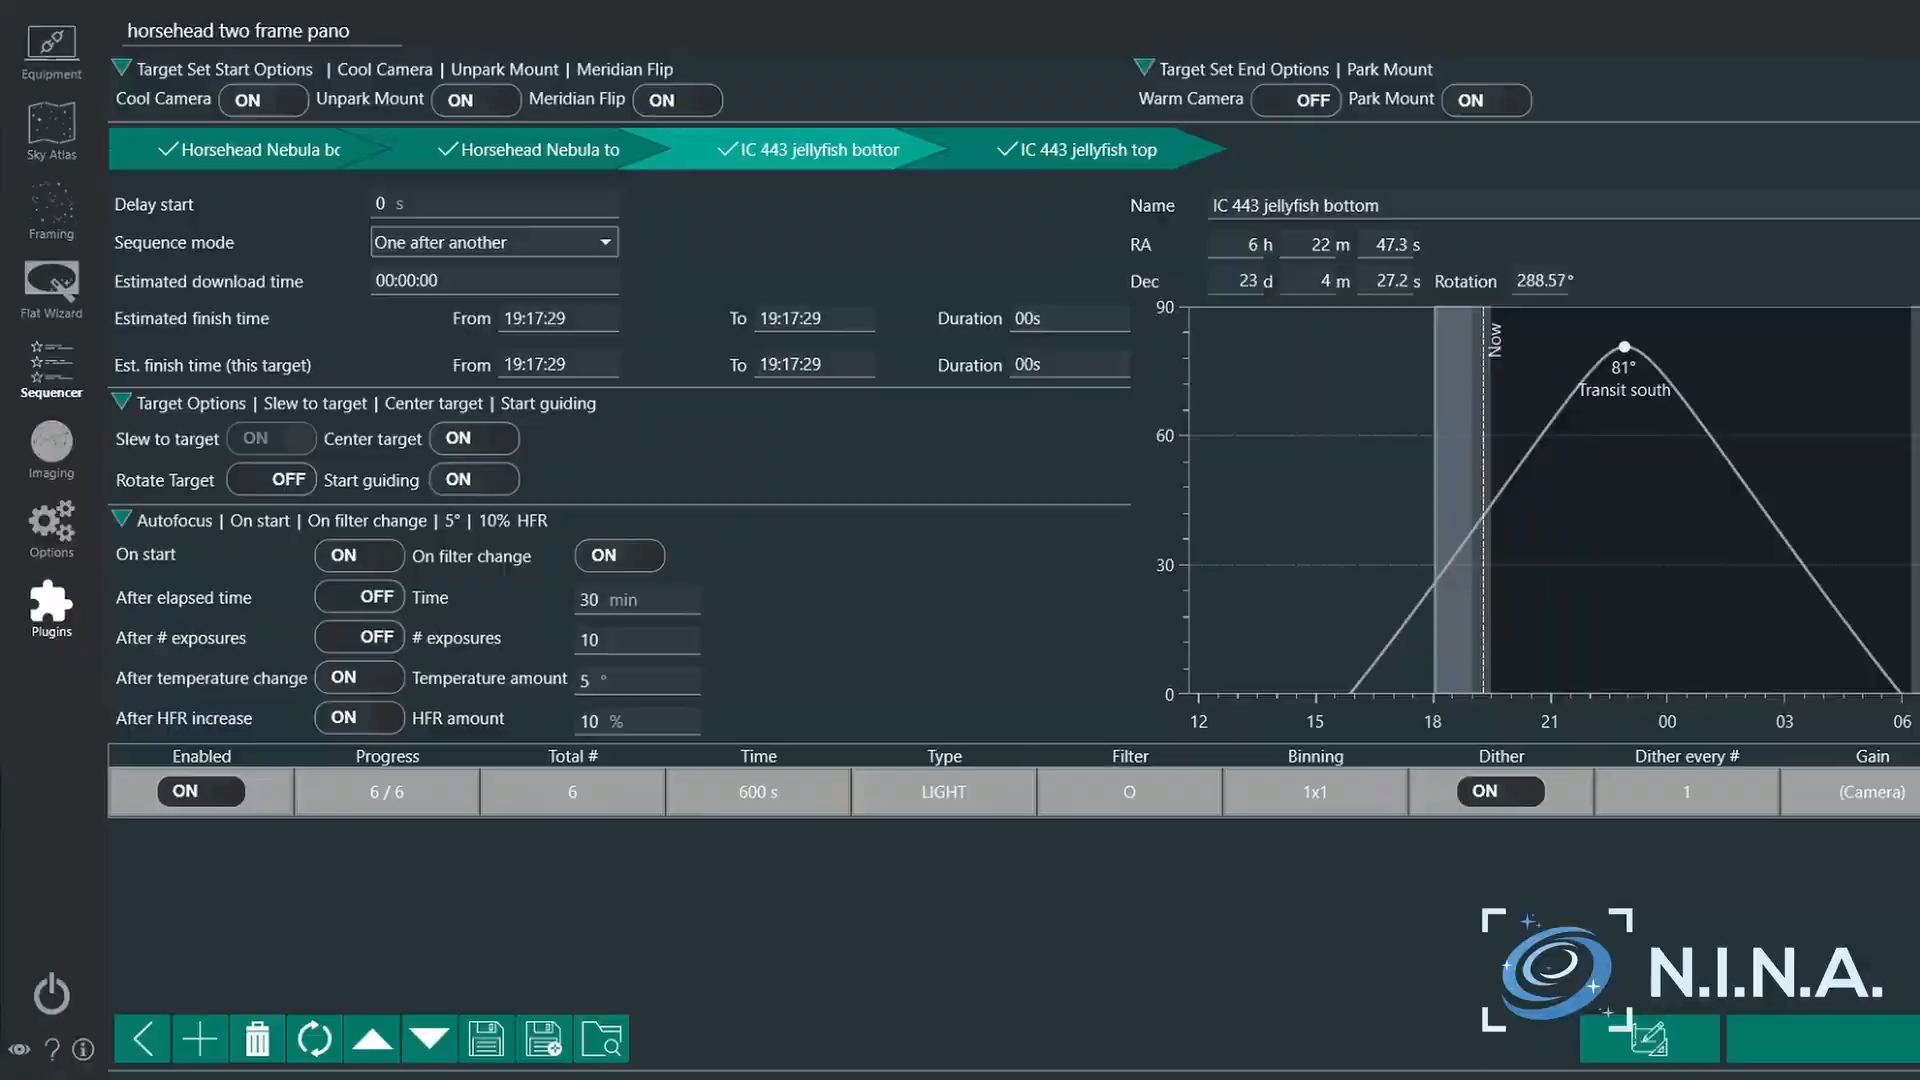 horsehead two frame pano
Target Set Start Options | Cool Camera | Unpark Mount | Meridian Flip
Cool Camera ON Unpark Mount ON Meridian Flip ON
Target Set End Options | Park Mount
Warm Camera OFF Park Mount ON
Horsehead Nebula bo
Horsehead Nebula to
IC 443 jellyfish bottor
IC 443 jellyfish top
Delay start 0 s
Sequence mode One after another
Estimated download time 00:00:00
Estimated finish time From 19:17:29 To 19:17:29 Duration 00s
Est. finish time (this target) From 19:17:29 To 19:17:29 Duration 00s
Name IC 443 jellyfish bottom
RA 6 h 22 m 47.3 s
Dec 23 d 4 m 27.2 s Rotation 288.57°
Target Options | Slew to target | Center target | Start guiding
Slew to target ON Center target ON
Rotate Target OFF Start guiding ON
Autofocus | On start | On filter change | 5° | 10% HFR
On start ON On filter change ON
After elapsed time OFF Time 30 min
After # exposures OFF # exposures 10
After temperature change ON Temperature amount 5 °
After HFR increase ON HFR amount 10 %
90
60
30
0
Now
81°
Transit south
12 15 18 21 00 03 06
Enabled Progress Total # Time Type Filter Binning Dither Dither every # Gain
ON 6 / 6 6 600 s LIGHT O 1x1 ON 1 (Camera)
Equipment
Sky Atlas
Framing
Flat Wizard
Sequencer
Imaging
Options
Plugins
N.I.N.A.